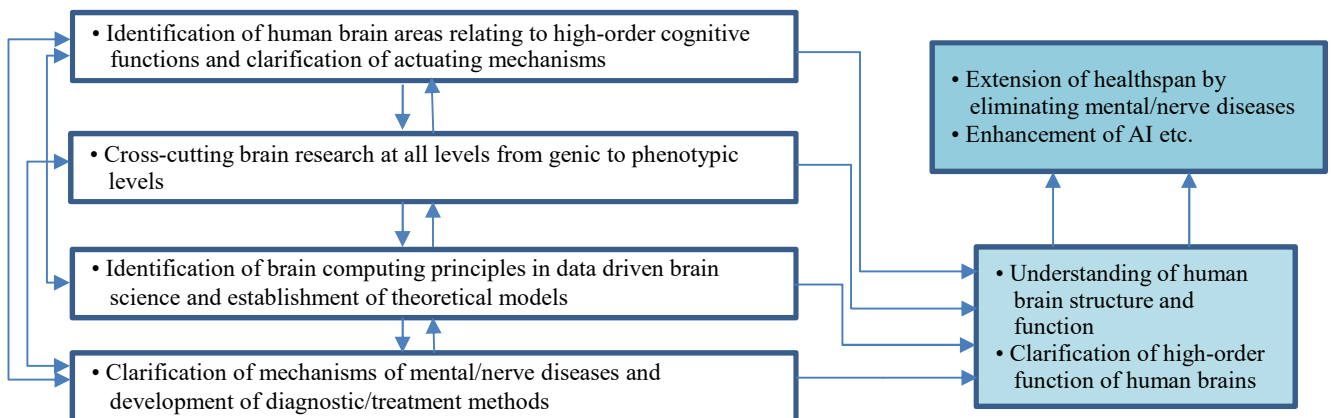 • Identification of human brain areas relating to high-order cognitive
functions and clarification of actuating mechanisms
• Cross-cutting brain research at all levels from genic to phenotypic
levels
• Identification of brain computing principles in data driven brain
science and establishment of theoretical models
• Clarification of mechanisms of mental/nerve diseases and
development of diagnostic/treatment methods
• Extension of healthspan by
eliminating mental/nerve diseases
• Enhancement of AI etc.
• Understanding of human
brain structure and
function
• Clarification of high-order
function of human brains